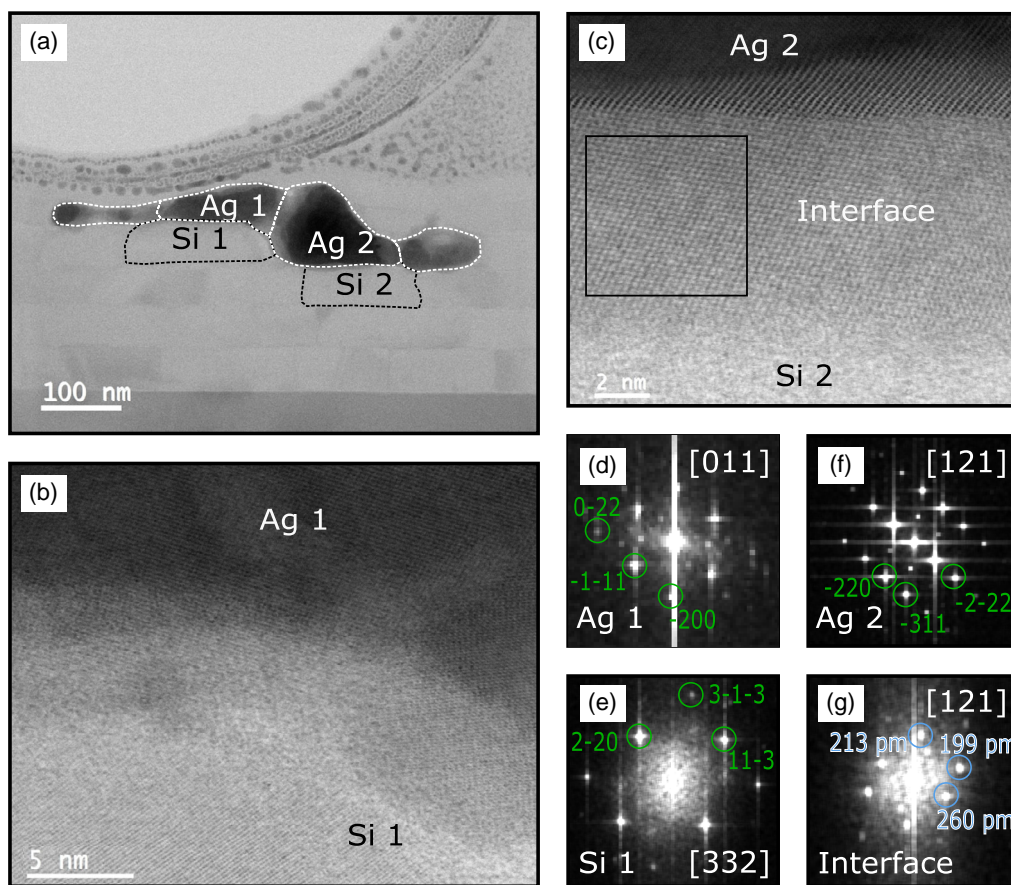 (a)
Ag 1
Si 1
Ag 2
Si 2
100 nm
(b)
Ag 1
Si 1
5 nm
(c)
Ag 2
Interface
Si 2
2 nm
(d)
[011]
0-22
-1-11
-200
Ag 1
(f)
[121]
-220
-311
-2-22
Ag 2
(e)
3-1-3
2-20
11-3
Si 1
[332]
(g)
[121]
213 pm
199 pm
260 pm
Interface